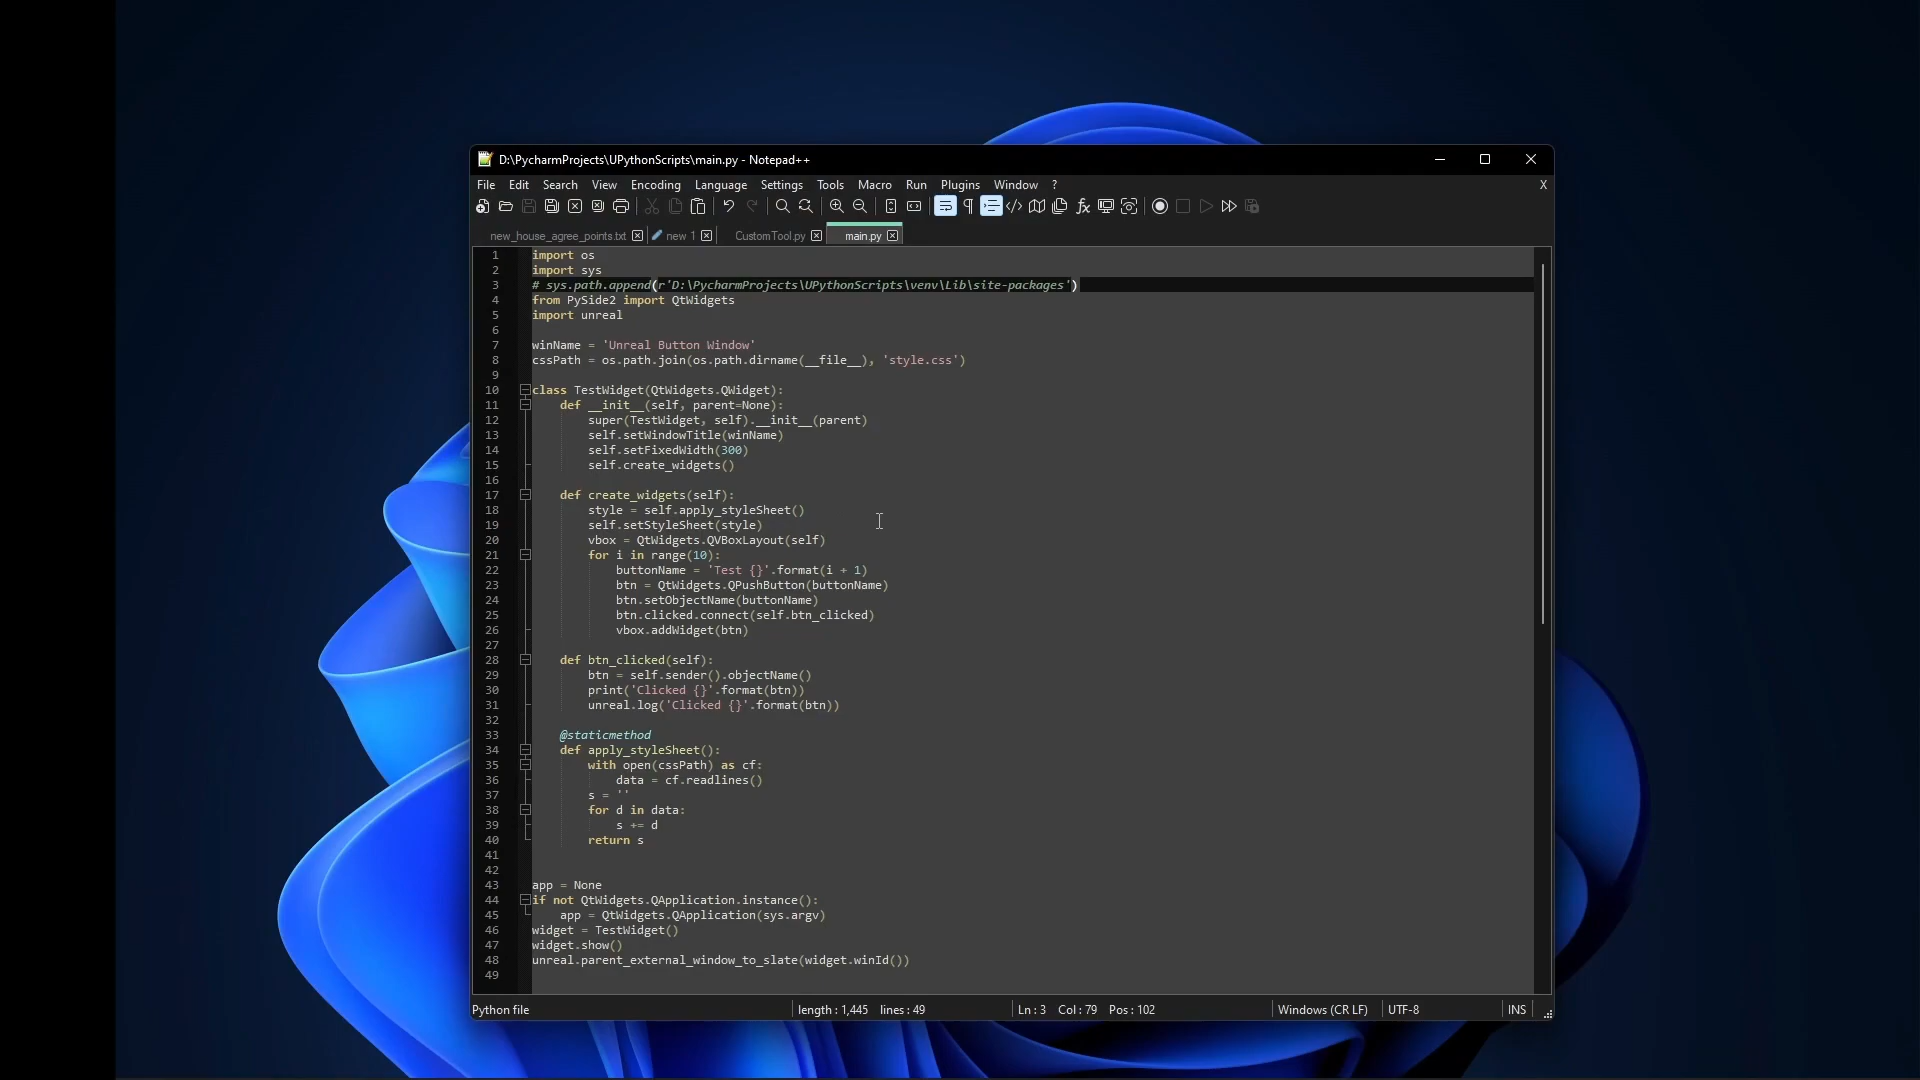 D:\PycharmProjects\UPythonScripts\main.py - Notepad++
File Edit Search View Encoding Language Settings Tools Macro Run Plugins Window ? X
new_house_agree_points.txt new 1 CustomTool.py main.py
1 import os
2 import sys
3 # sys.path.append(r'D:\PycharmProjects\UPythonScripts\venv\Lib\site-packages')
4 from PySide2 import QtWidgets
5 import unreal
6
7 winName = 'Unreal Button Window'
8 cssPath = os.path.join(os.path.dirname(__file__), 'style.css')
9
10 class TestWidget(QtWidgets.QWidget):
11     def __init__(self, parent=None):
12         super(TestWidget, self).__init__(parent)
13         self.setWindowTitle(winName)
14         self.setFixedWidth(300)
15         self.create_widgets()
16
17     def create_widgets(self):
18         style = self.apply_styleSheet()
19         self.setStyleSheet(style)
20         vbox = QtWidgets.QVBoxLayout(self)
21         for i in range(10):
22             buttonName = 'Test {}'.format(i + 1)
23             btn = QtWidgets.QPushButton(buttonName)
24             btn.setObjectName(buttonName)
25             btn.clicked.connect(self.btn_clicked)
26             vbox.addWidget(btn)
27
28     def btn_clicked(self):
29         btn = self.sender().objectName()
30         print('Clicked {}'.format(btn))
31         unreal.log('Clicked {}'.format(btn))
32
33     @staticmethod
34     def apply_styleSheet():
35         with open(cssPath) as cf:
36             data = cf.readlines()
37         s = ''
38         for d in data:
39             s += d
40         return s
41
42
43 app = None
44 if not QtWidgets.QApplication.instance():
45     app = QtWidgets.QApplication(sys.argv)
46 widget = TestWidget()
47 widget.show()
48 unreal.parent_external_window_to_slate(widget.winId())
49
Python file length : 1,445 lines : 49 Ln : 3 Col : 79 Pos : 102 Windows (CR LF) UTF-8 INS